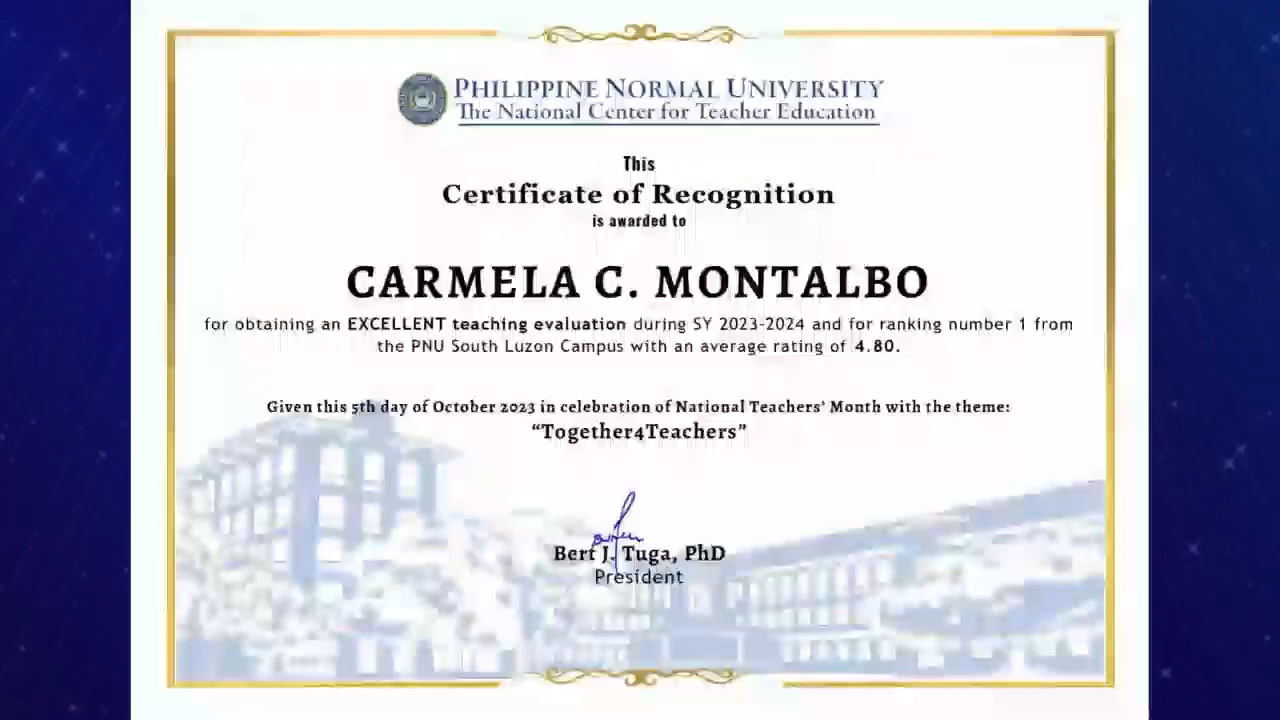 PHILIPPINE NORMAL UNIVERSITY
The National Center for Teacher Education
This
Certificate of Recognition
is awarded to
CARMELA C. MONTALBO
for obtaining an EXCELLENT teaching evaluation during SY 2023-2024 and for ranking number 1 from
the PNU South Luzon Campus with an average rating of 4.80.
Given this 5th day of October 2023 in celebration of National Teachers' Month with the theme:
“Together4Teachers”
Bert J. Tuga, PhD
President